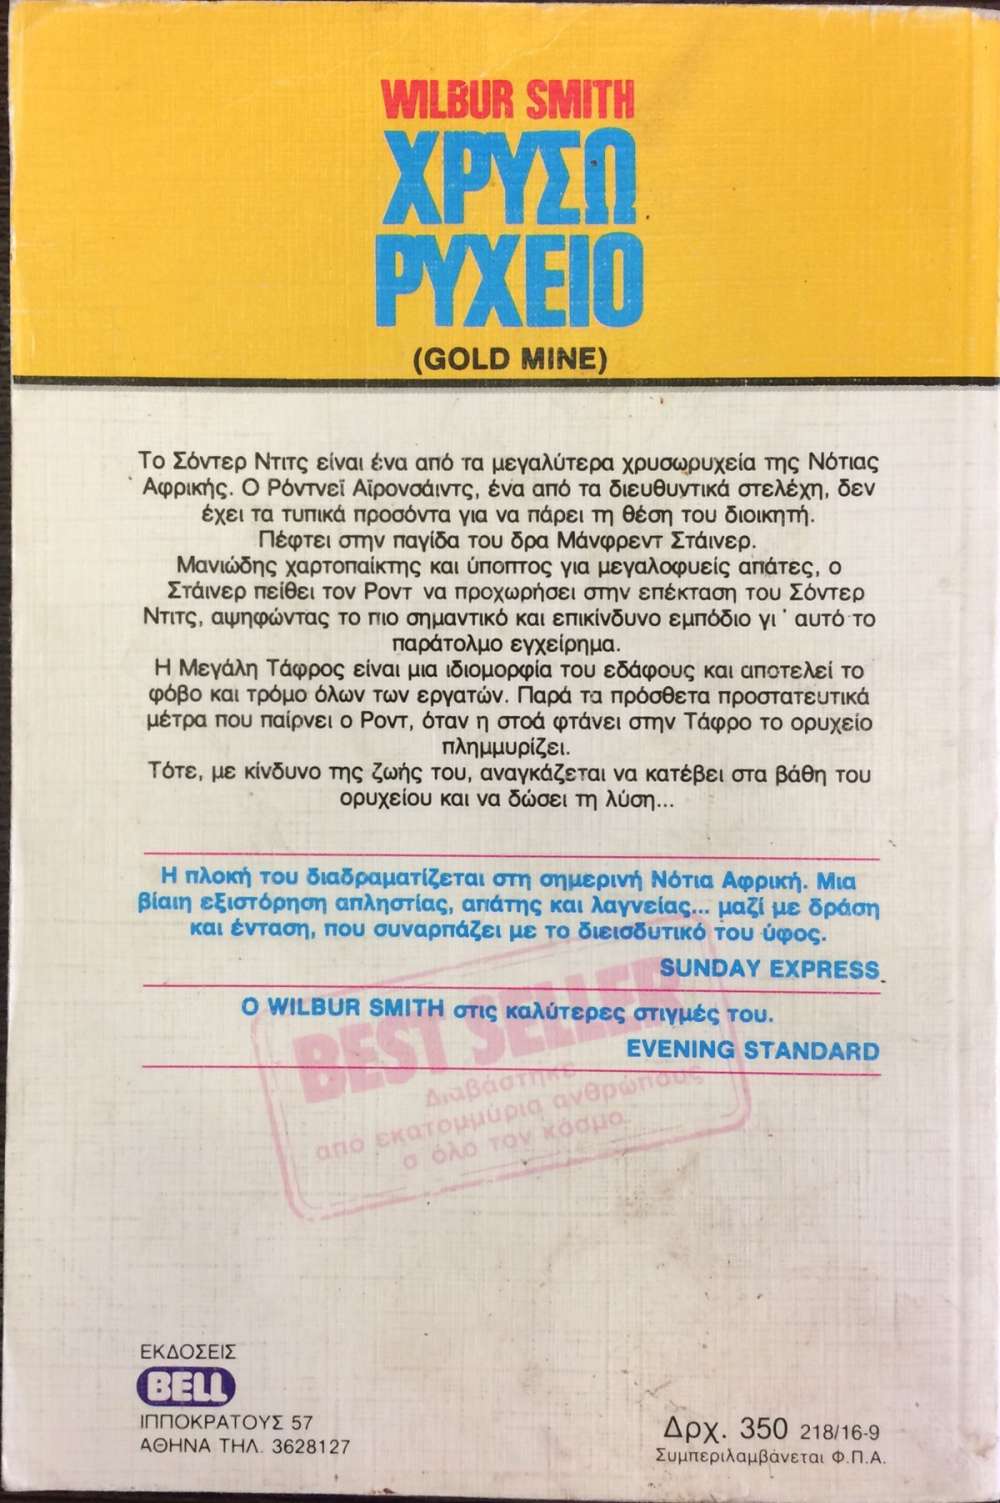 WILBUR SMITH
ΧΡΥΣΩ
ΡΥΧΕΙΟ
(GOLD MINE)
Το Σόντερ Ντιτς είναι ένα από τα μεγαλύτερα χρυσωρυχεία της Νότιας
Αφρικής. Ο Ρόντνεϊ Αϊρονσάιντς, ένα από τα διευθυντικά στελέχη, δεν
έχει τα τυπικά προσόντα για να πάρει τη θέση του διοικητή.
Πέφτει στην παγίδα του δρα Μάνφρεντ Στάινερ.
Μανιώδης χαρτοπαίκτης και ύποπτος για μεγαλοφυείς απάτες, ο
Στάινερ πείθει τον Ροντ να προχωρήσει στην επέκταση του Σόντερ
Ντιτς, αψηφώντας το πιο σημαντικό και επικίνδυνο εμπόδιο γι' αυτό το
παράτολμο εγχείρημα.
Η Μεγάλη Τάφρος είναι μια ιδιομορφία του εδάφους και αποτελεί το
φόβο και τρόμο όλων των εργατών. Παρά τα πρόσθετα προστατευτικά
μέτρα που παίρνει ο Ροντ, όταν η στοά φτάνει στην Τάφρο το ορυχείο
πλημμυρίζει.
Τότε, με κίνδυνο της ζωής του, αναγκάζεται να κατέβει στα βάθη του
ορυχείου και να δώσει τη λύση...
Η πλοκή του διαδραματίζεται στη σημερινή Νότια Αφρική. Μια
βίαιη εξιστόρηση απληστίας, απάτης και λαγνείας... μαζί με δράση
και ένταση, που συναρπάζει με το διεισδυτικό του ύφος.
SUNDAY EXPRESS
Ο WILBUR SMITH στις καλύτερες στιγμές του.
EVENING STANDARD
BEST SELLER
Διαβάστηκε
από εκατομμύρια ανθρώπους
σ όλο τον κόσμο.
ΕΚΔΟΣΕΙΣ
BELL
ΙΠΠΟΚΡΑΤΟΥΣ 57
ΑΘΗΝΑ ΤΗΛ. 3628127
Δρχ. 350 218/16-9
Συμπεριλαμβάνεται Φ.Π.Α.